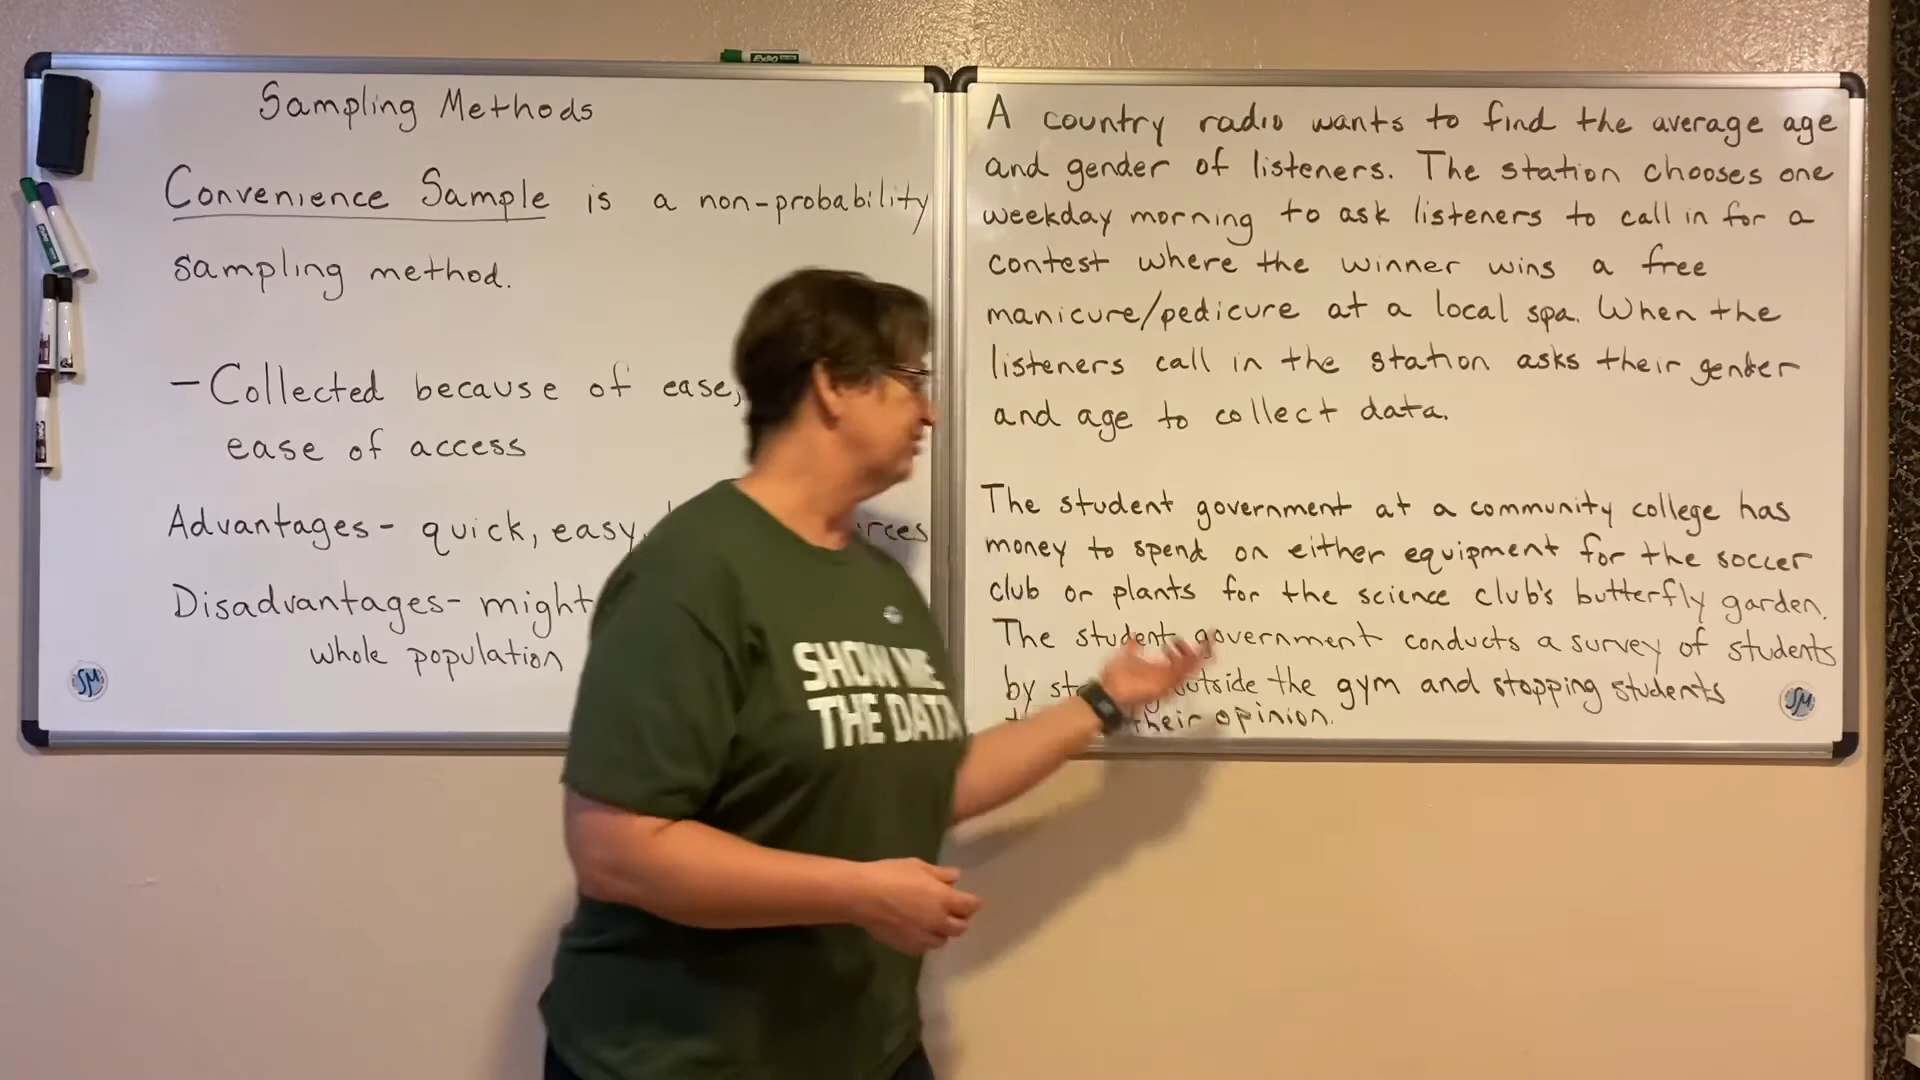 Sampling Methods
Convenience Sample is a non-probability
sampling method.
- Collected because of ease,
ease of access
Advantages - quick, easy,
Disadvantages - might
whole population
SM
EXPO
A country radio wants to find the average age
and gender of listeners. The station chooses one
weekday morning to ask listeners to call in for a
contest where the winner wins a free
manicure/pedicure at a local spa. When the
listeners call in the station asks their gender
and age to collect data.
The student government at a community college has
money to spend on either equipment for the soccer
club or plants for the science club's butterfly garden.
The student government conducts a survey of students
by outside the gym and stopping students
their opinion.
SM
SHOW ME
THE DATA